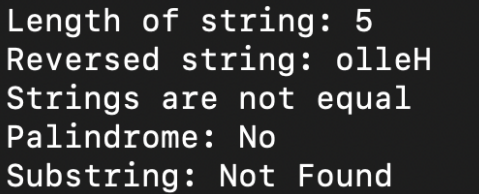 Length of string: 5
Reversed string: olleH
Strings are not equal
Palindrome: No
Substring: Not Found